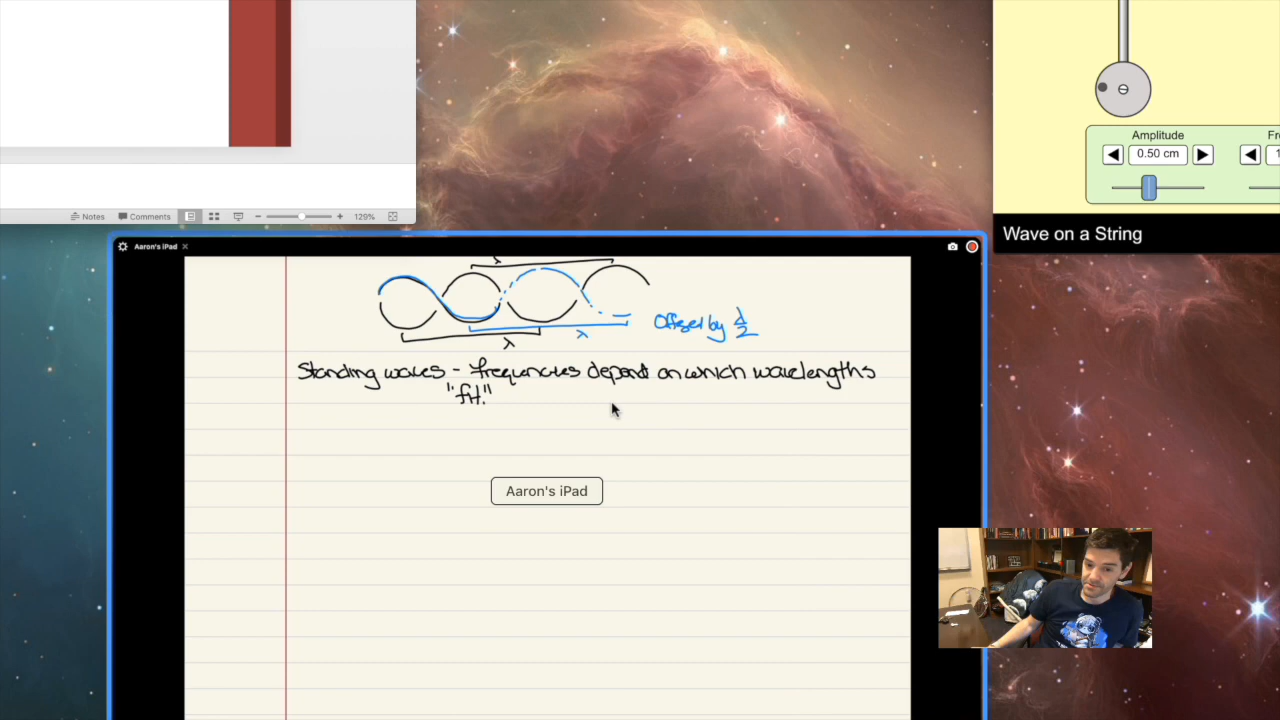 Notes
Comments
129%
Amplitude
0.50 cm
Wave on a String
Aaron's iPad
λ
Offset by λ/2
λ
λ
Standing waves - frequencies depend on which wavelengths
"fit."
Aaron's iPad